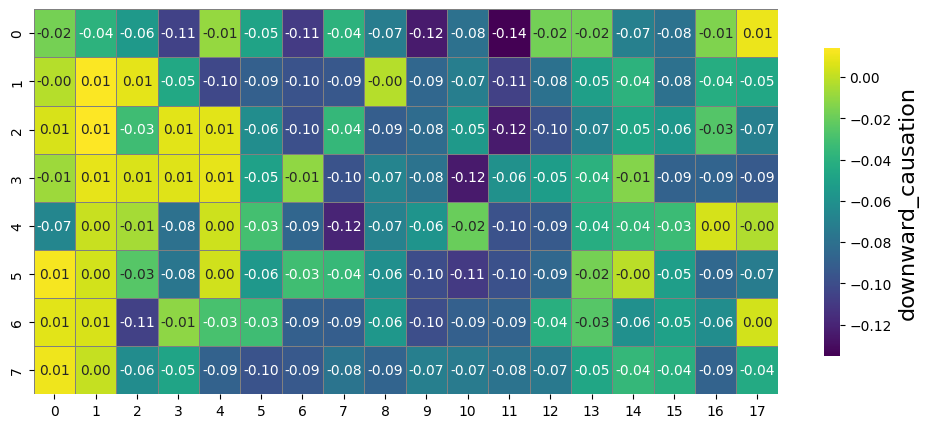 0 -0.02 -0.04 -0.06 -0.11 -0.01 -0.05 -0.11 -0.04 -0.07 -0.12 -0.08 -0.14 -0.02 -0.02 -0.07 -0.08 -0.01 0.01
1 -0.00 0.01 0.01 -0.05 -0.10 -0.09 -0.10 -0.09 -0.00 -0.09 -0.07 -0.11 -0.08 -0.05 -0.04 -0.08 -0.04 -0.05
2 0.01 0.01 -0.03 0.01 0.01 -0.06 -0.10 -0.04 -0.09 -0.08 -0.05 -0.12 -0.10 -0.07 -0.05 -0.06 -0.03 -0.07
3 -0.01 0.01 0.01 0.01 0.01 -0.05 -0.01 -0.10 -0.07 -0.07 -0.12 -0.06 -0.05 -0.04 -0.01 -0.09 -0.09 -0.09
4 -0.07 0.00 -0.01 -0.08 0.00 -0.03 -0.09 -0.12 -0.07 -0.06 -0.02 -0.10 -0.09 -0.04 -0.04 -0.03 0.00 -0.00
5 0.01 0.00 -0.03 -0.08 0.00 -0.06 -0.03 -0.04 -0.06 -0.10 -0.11 -0.10 -0.09 -0.02 -0.00 -0.05 -0.09 -0.07
6 0.01 0.01 -0.11 -0.01 -0.03 -0.03 -0.09 -0.09 -0.06 -0.10 -0.09 -0.09 -0.04 -0.03 -0.06 -0.05 -0.06 0.00
7 0.01 0.00 -0.06 -0.05 -0.09 -0.10 -0.09 -0.08 -0.09 -0.07 -0.07 -0.08 -0.07 -0.05 -0.04 -0.04 -0.09 -0.04
0 1 2 3 4 5 6 7 8 9 10 11 12 13 14 15 16 17
0.00
−0.02
−0.04
−0.06
−0.08
−0.10
−0.12
downward_causation